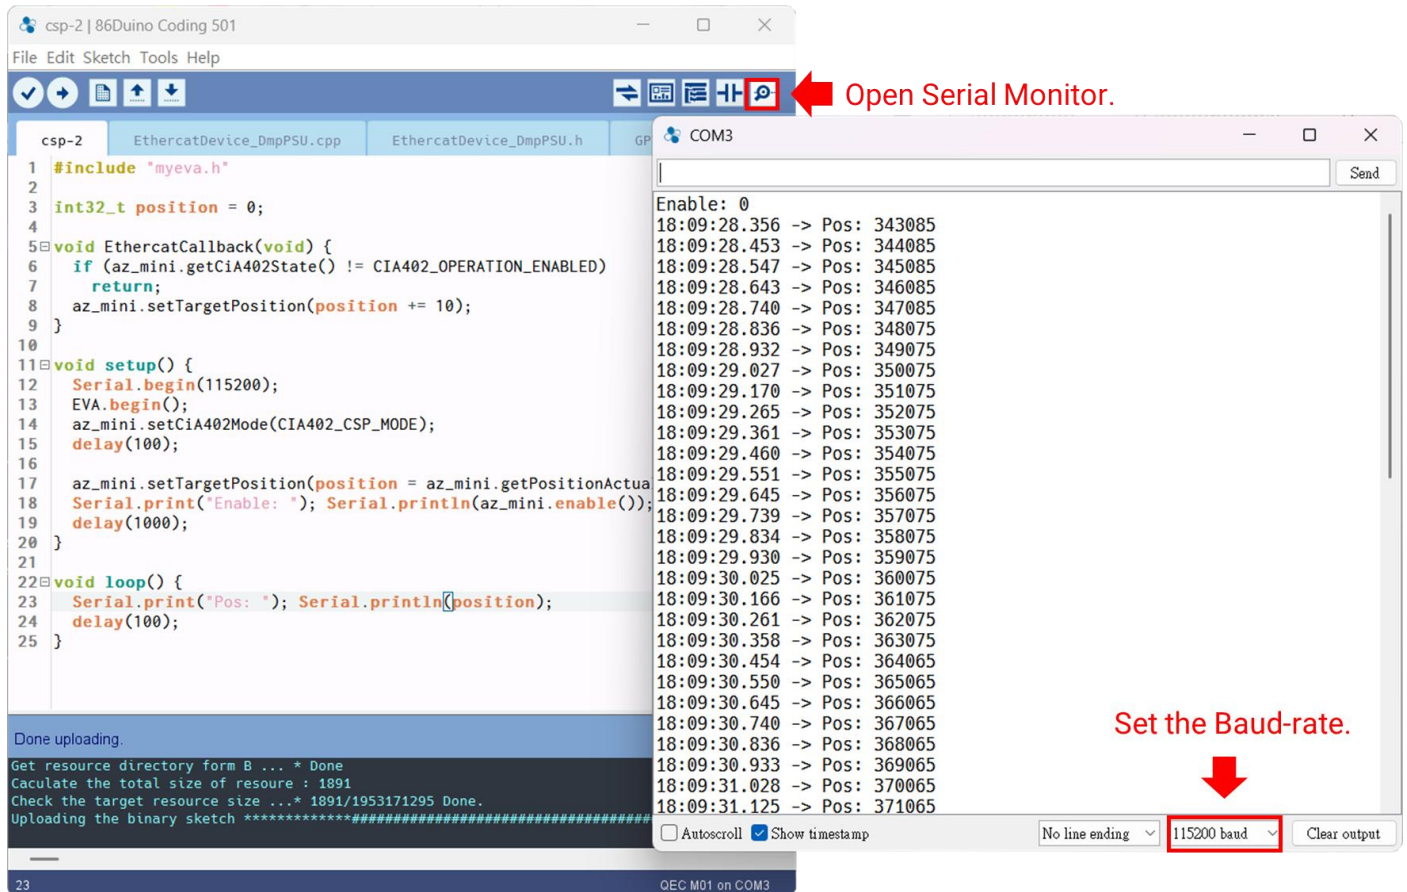 csp-2 | 86Duino Coding 501
File Edit Sketch Tools Help
Open Serial Monitor.
csp-2
EthercatDevice_DmpPSU.cpp
EthercatDevice_DmpPSU.h
GP
1 #include "myeva.h"
2
3 int32_t position = 0;
4
5 void EthercatCallback(void) {
6 if (az_mini.getCiA402State() != CIA402_OPERATION_ENABLED)
7 return;
8 az_mini.setTargetPosition(position += 10);
9 }
10
11 void setup() {
12 Serial.begin(115200);
13 EVA.begin();
14 az_mini.setCiA402Mode(CIA402_CSP_MODE);
15 delay(100);
16
17 az_mini.setTargetPosition(position = az_mini.getPositionActua
18 Serial.print("Enable: "); Serial.println(az_mini.enable());
19 delay(1000);
20 }
21
22 void loop() {
23 Serial.print("Pos: "); Serial.println(position);
24 delay(100);
25 }
Done uploading.
Get resource directory form B ... * Done
Caculate the total size of resoure : 1891
Check the target resource size ...* 1891/1953171295 Done.
Uploading the binary sketch *************####################################
23
QEC M01 on COM3
COM3
Send
Enable: 0
18:09:28.356 -> Pos: 343085
18:09:28.453 -> Pos: 344085
18:09:28.547 -> Pos: 345085
18:09:28.643 -> Pos: 346085
18:09:28.740 -> Pos: 347085
18:09:28.836 -> Pos: 348075
18:09:28.932 -> Pos: 349075
18:09:29.027 -> Pos: 350075
18:09:29.170 -> Pos: 351075
18:09:29.265 -> Pos: 352075
18:09:29.361 -> Pos: 353075
18:09:29.460 -> Pos: 354075
18:09:29.551 -> Pos: 355075
18:09:29.645 -> Pos: 356075
18:09:29.739 -> Pos: 357075
18:09:29.834 -> Pos: 358075
18:09:29.930 -> Pos: 359075
18:09:30.025 -> Pos: 360075
18:09:30.166 -> Pos: 361075
18:09:30.261 -> Pos: 362075
18:09:30.358 -> Pos: 363075
18:09:30.454 -> Pos: 364065
18:09:30.550 -> Pos: 365065
18:09:30.645 -> Pos: 366065
18:09:30.740 -> Pos: 367065
18:09:30.836 -> Pos: 368065
18:09:30.933 -> Pos: 369065
18:09:31.028 -> Pos: 370065
18:09:31.125 -> Pos: 371065
Set the Baud-rate.
Autoscroll Show timestamp
No line ending
115200 baud
Clear output